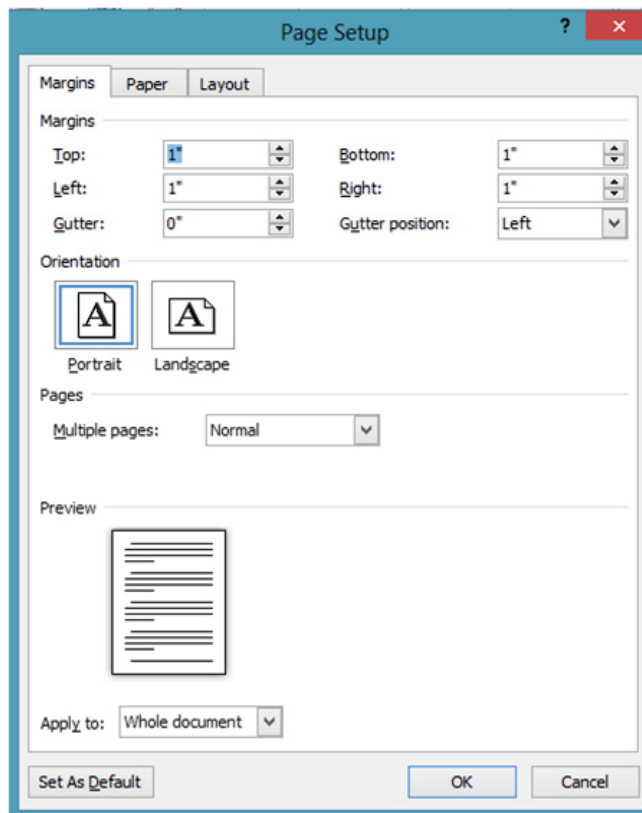 Page Setup ?
Margins Paper Layout
Margins
Top: 1" Bottom: 1"
Left: 1" Right: 1"
Gutter: 0" Gutter position: Left
Orientation
A A
Portrait Landscape
Pages
Multiple pages: Normal
Preview
Apply to: Whole document
Set As Default OK Cancel